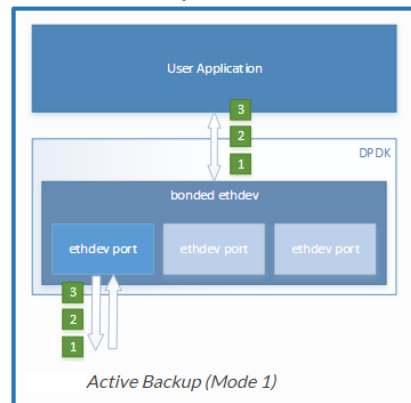 User Application
3
2
1
DPDK
bonded ethdev
ethdev port
ethdev port
ethdev port
3
2
1
Active Backup (Mode 1)